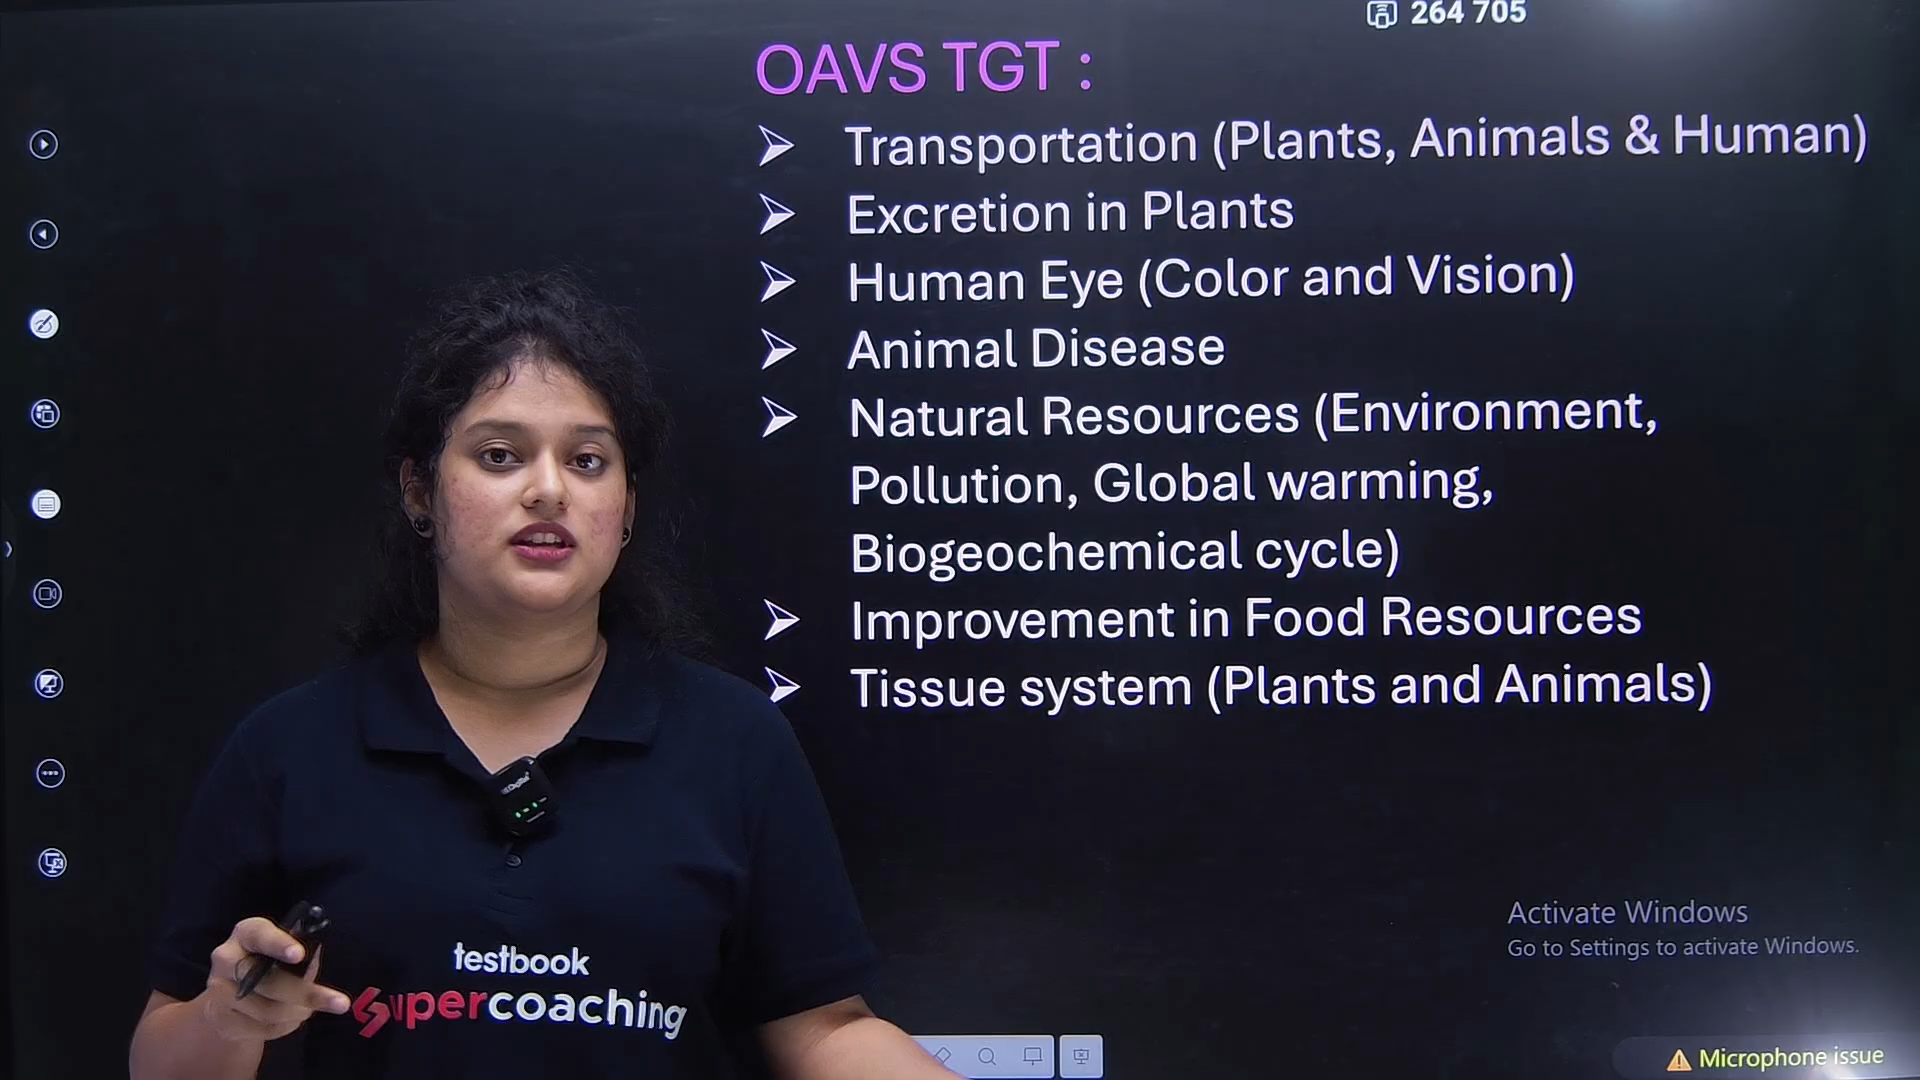 264 705
OAVS TGT :
Transportation (Plants, Animals & Human)
Excretion in Plants
Human Eye (Color and Vision)
Animal Disease
Natural Resources (Environment,
Pollution, Global warming,
Biogeochemical cycle)
Improvement in Food Resources
Tissue system (Plants and Animals)
Activate Windows
Go to Settings to activate Windows.
testbook
supercoaching
Microphone issue